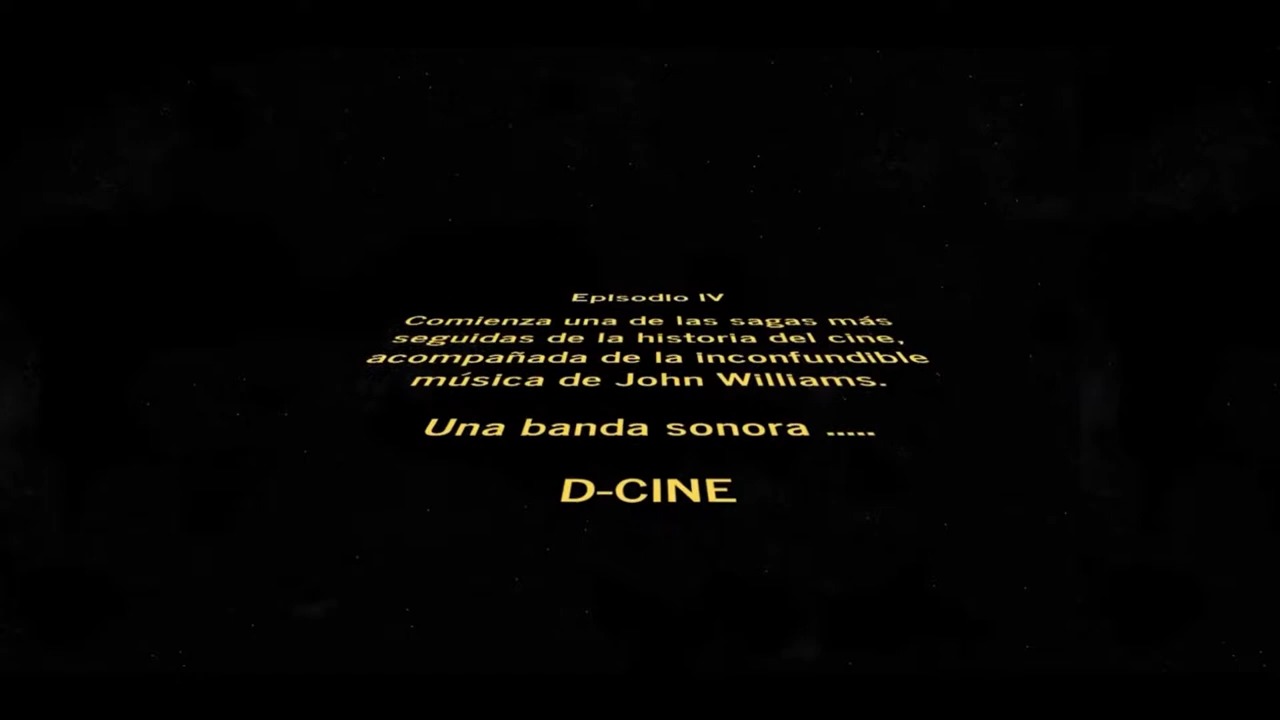 Episodio IV
Comienza una de las sagas más
seguidas de la historia del cine,
acompañada de la inconfundible
música de John Williams.
Una banda sonora .....
D-CINE